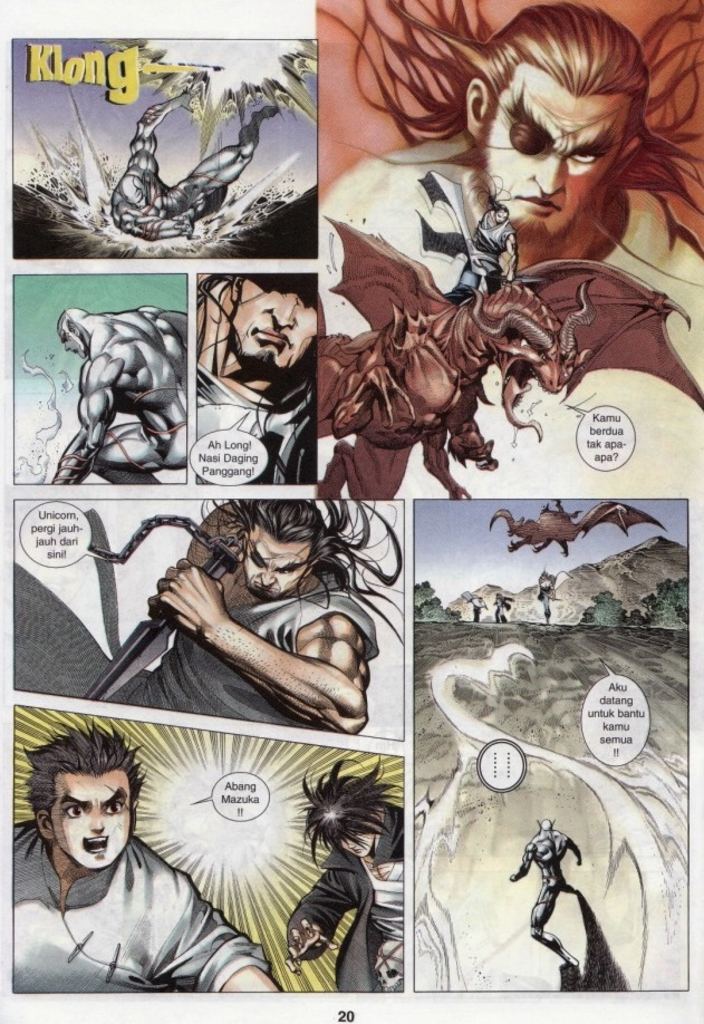 Klong
Kamu
berdua
tak apa-
apa?
Ah Long!
Nasi Daging
Panggang!
Unicorn,
pergi jauh-
jauh dari
sini!
Aku
datang
untuk bantu
kamu
semua
!!
Abang
Mazuka
!!
20